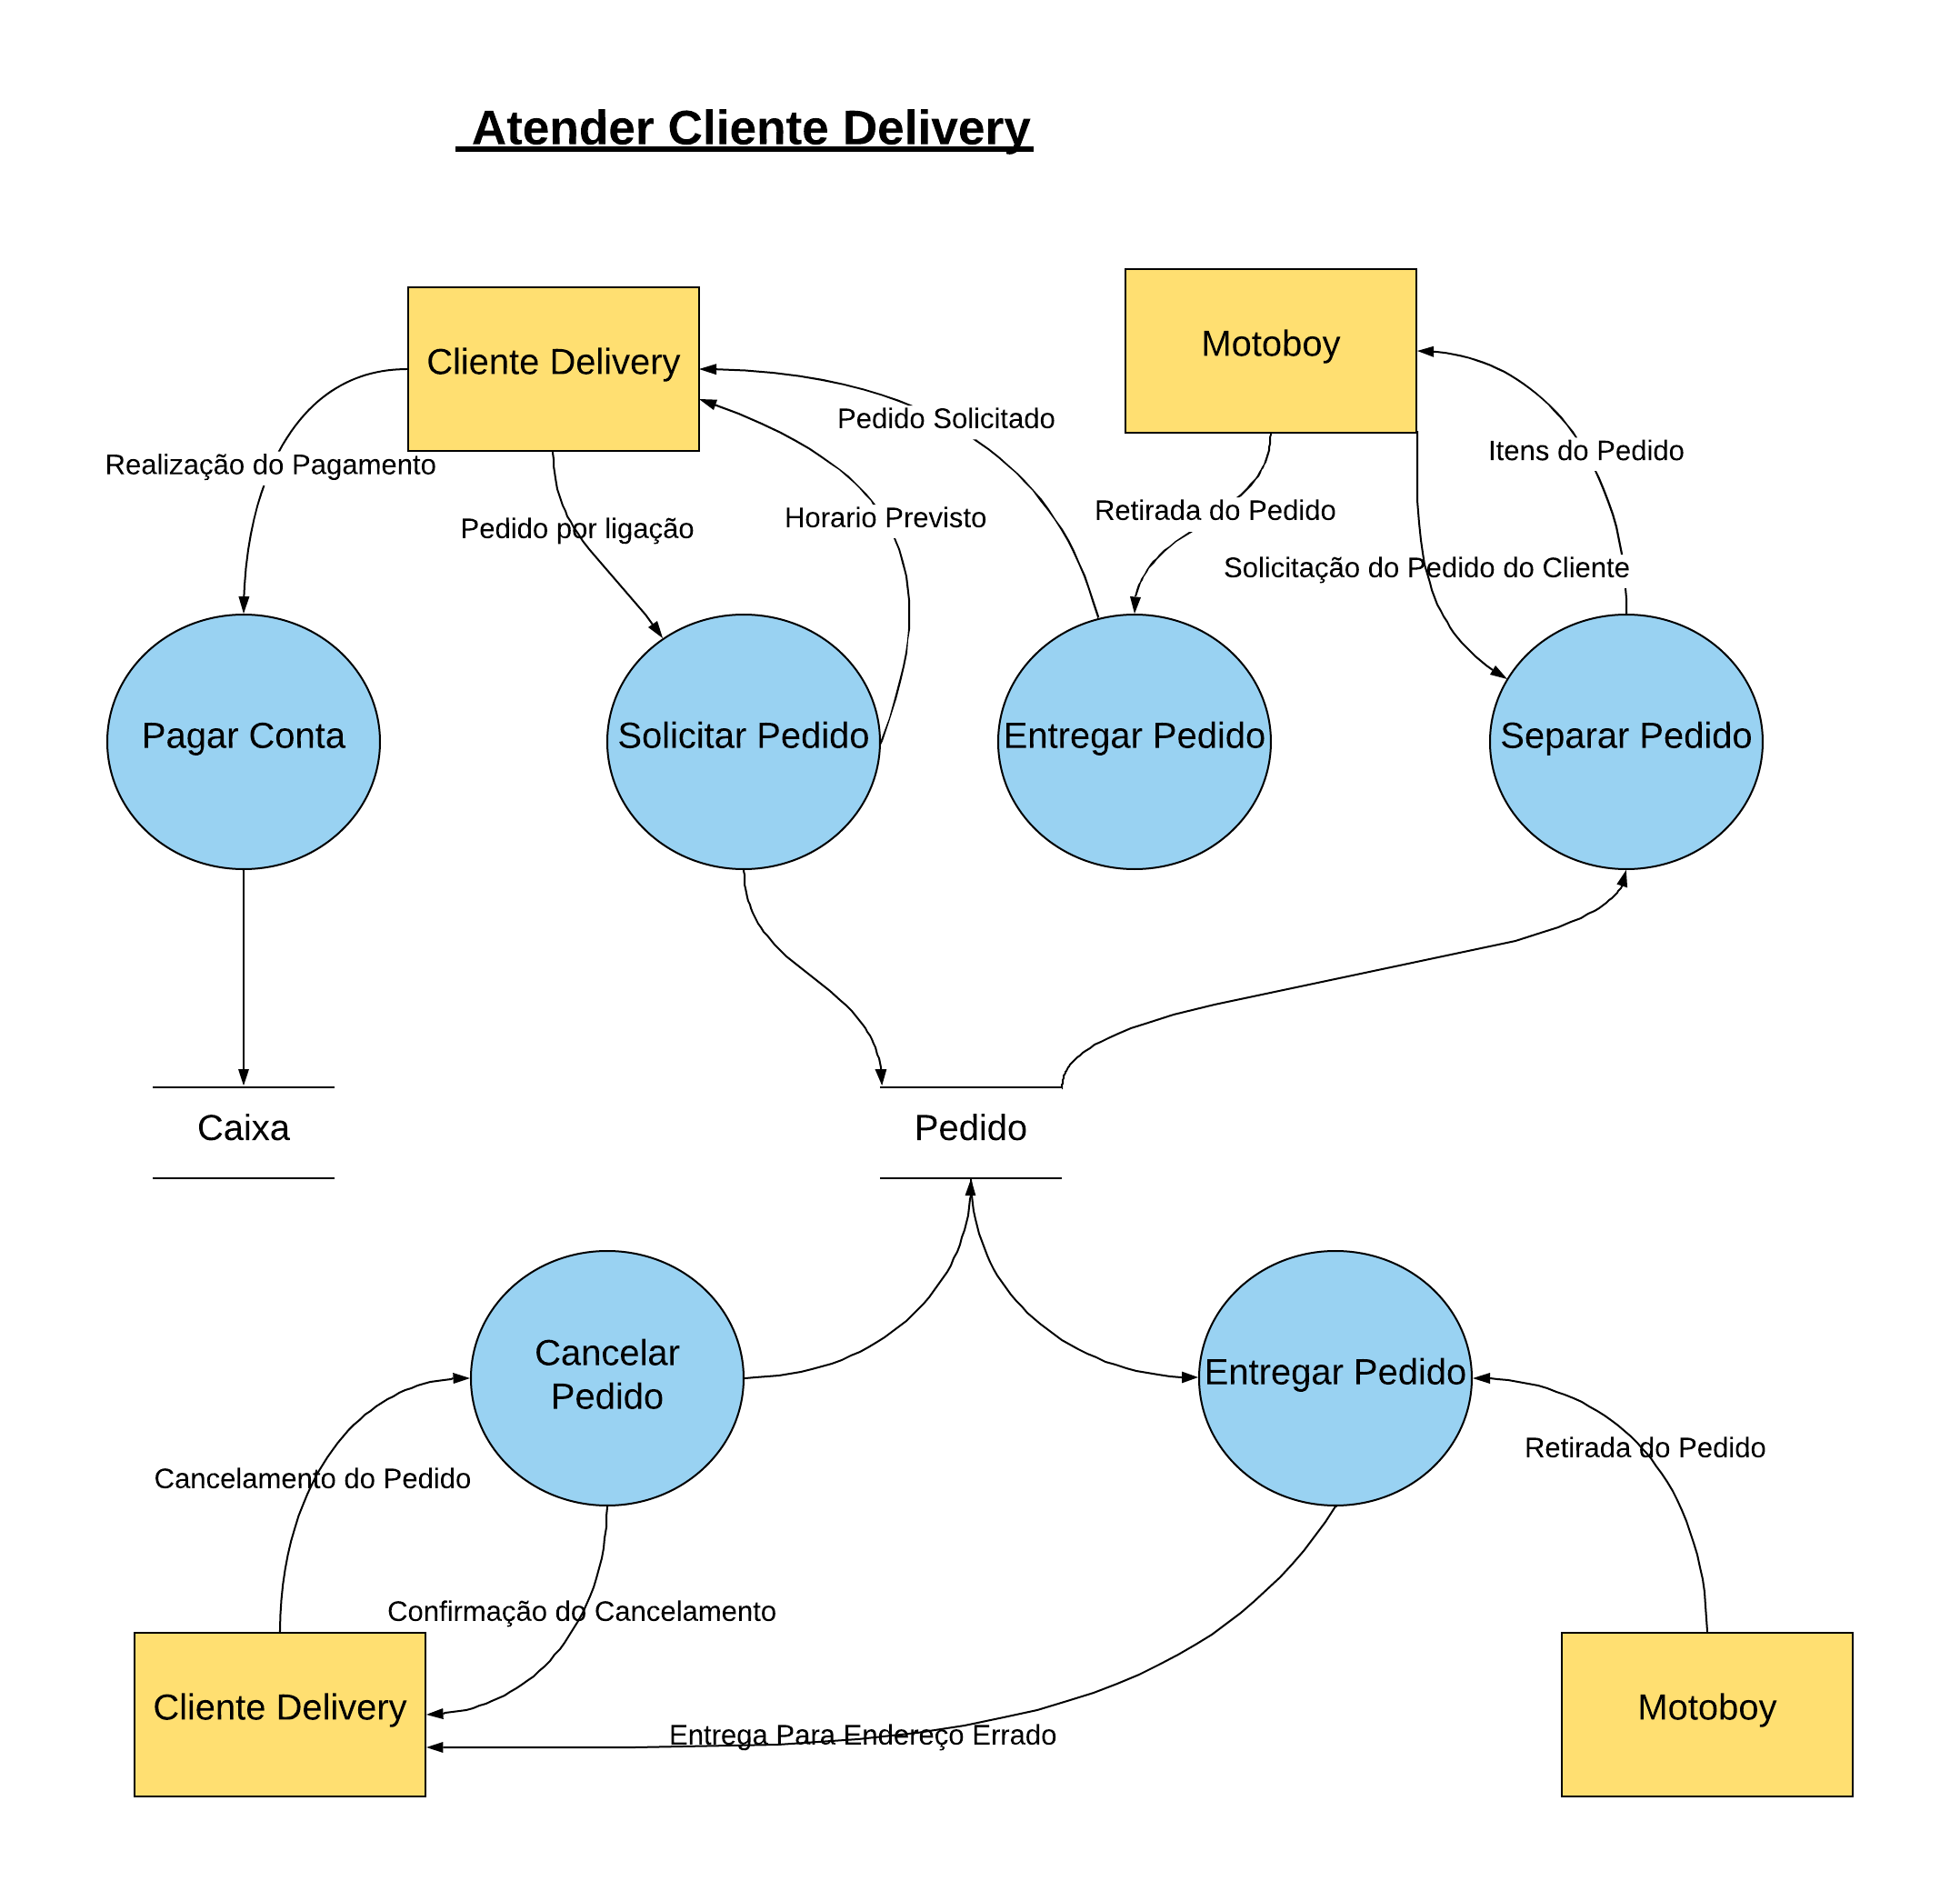 Atender Cliente Delivery
Motoboy
Cliente Delivery
Pedido Solicitado
Itens do Pedido
Realização do Pagamento
Retirada do Pedido
Horario Previsto
Pedido por ligação
Solicitação do Pedido do Cliente
Pagar Conta
Solicitar Pedido
Entregar Pedido
Separar Pedido
Caixa
Pedido
Cancelar
Pedido
Entregar Pedido
Retirada do Pedido
Cancelamento do Pedido
Confirmação do Cancelamento
Cliente Delivery
Motoboy
Entrega Para Endereço Errado